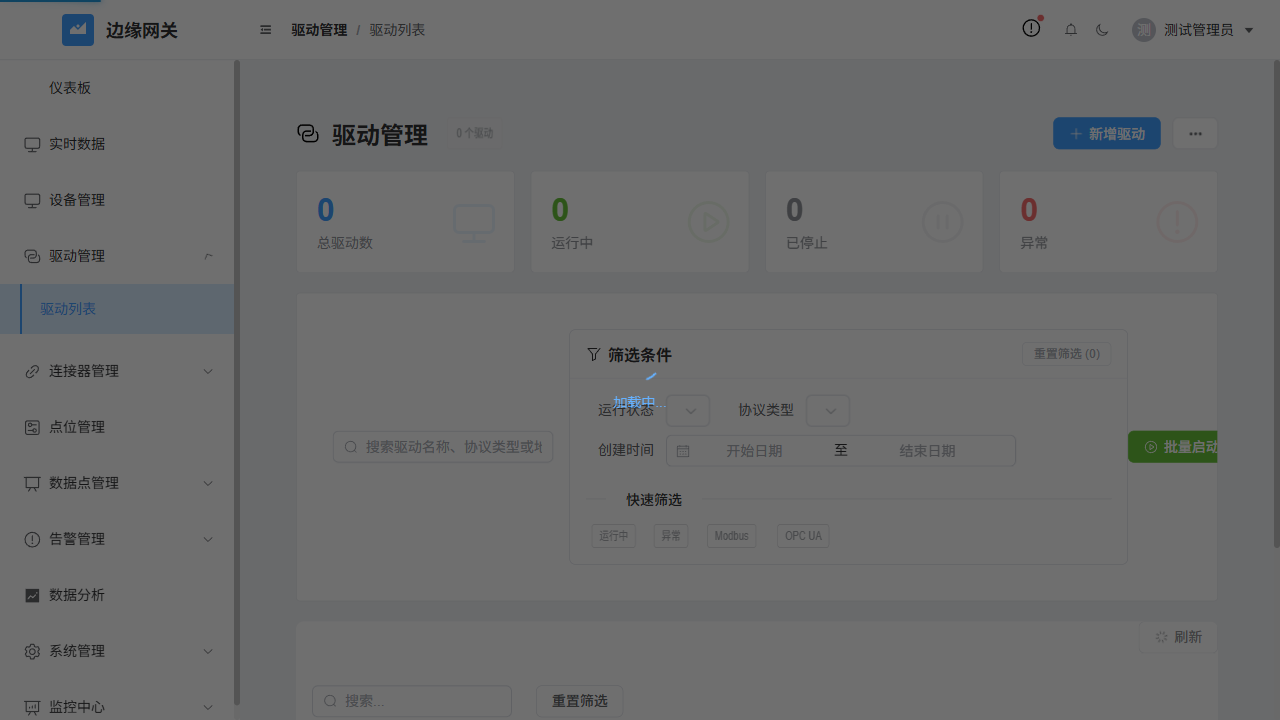 边缘网关
驱动管理 / 驱动列表
测 测试管理员
仪表板
实时数据
设备管理
驱动管理
驱动列表
连接器管理
点位管理
数据点管理
告警管理
数据分析
系统管理
监控中心
驱动管理 0 个驱动
新增驱动
0
总驱动数
0
运行中
0
已停止
0
异常
筛选条件
重置筛选 (0)
加载中...
运行状态
协议类型
搜索驱动名称、协议类型或
创建时间 开始日期 至 结束日期
批量启动
快速筛选
运行中 异常 Modbus OPC UA
刷新
搜索...
重置筛选